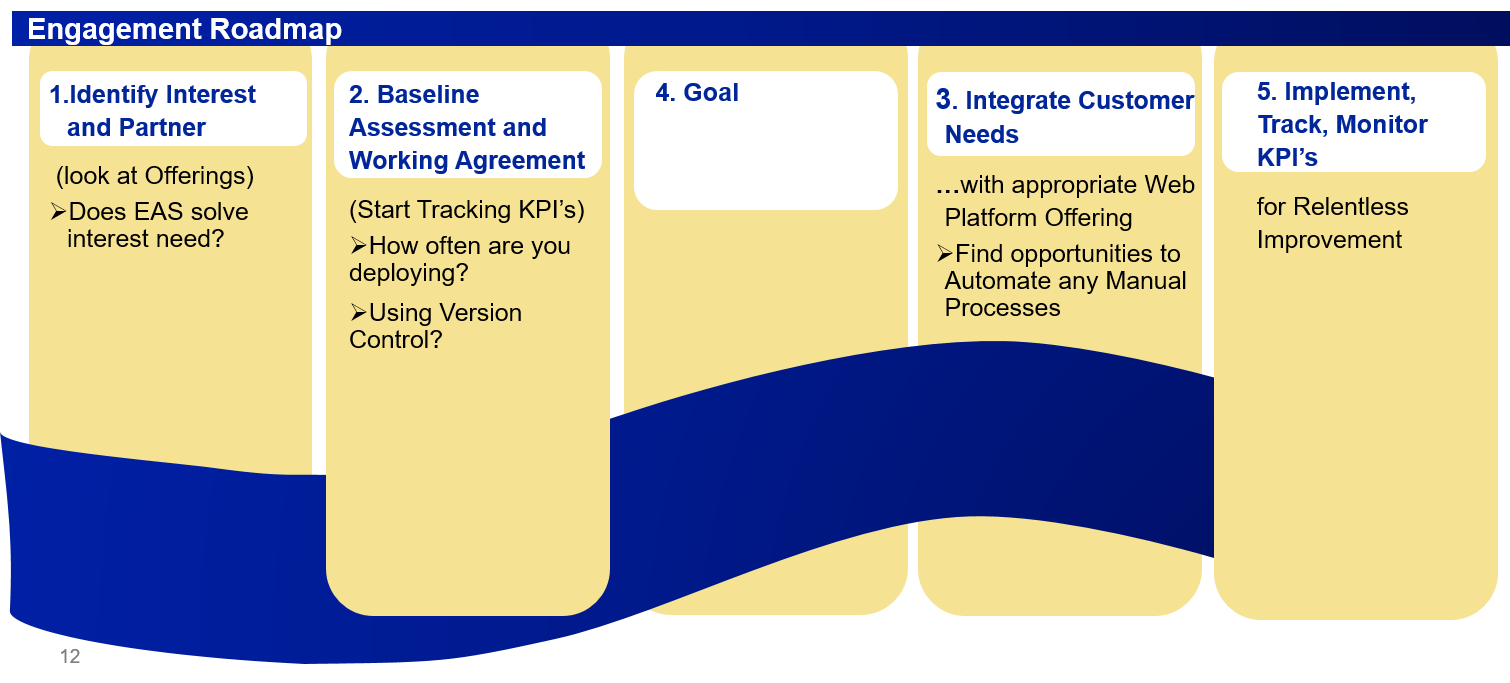 Engagement Roadmap
1.Identify Interest
and Partner
(look at Offerings)
➢Does EAS solve
interest need?
2. Baseline
Assessment and
Working Agreement
(Start Tracking KPI’s)
➢How often are you
deploying?
➢Using Version
Control?
4. Goal
3. Integrate Customer
Needs
…with appropriate Web
Platform Offering
➢Find opportunities to
Automate any Manual
Processes
5. Implement,
Track, Monitor
KPI’s
for Relentless
Improvement
12